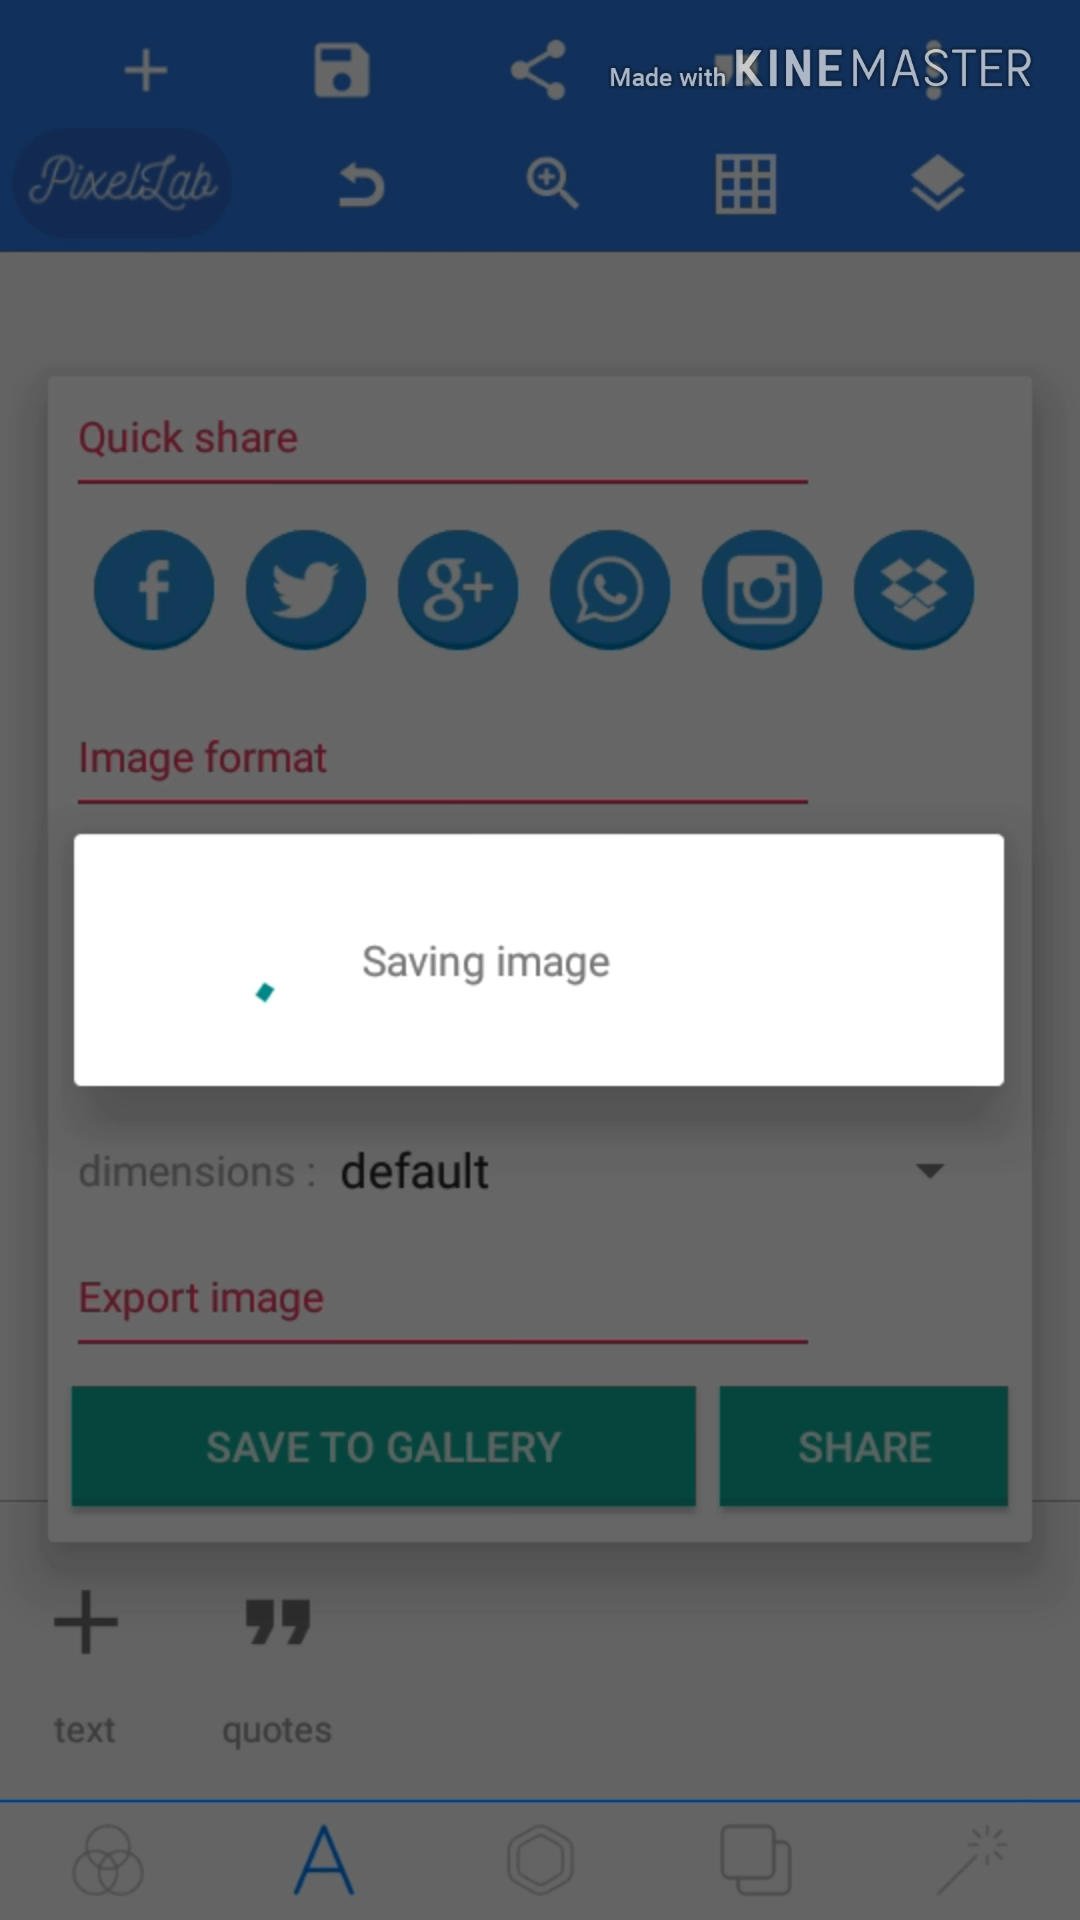 Made with KINEMASTER
PixelLab
Quick share
f g+
Image format
Saving image
dimensions : default
Export image
SAVE TO GALLERY SHARE
text quotes